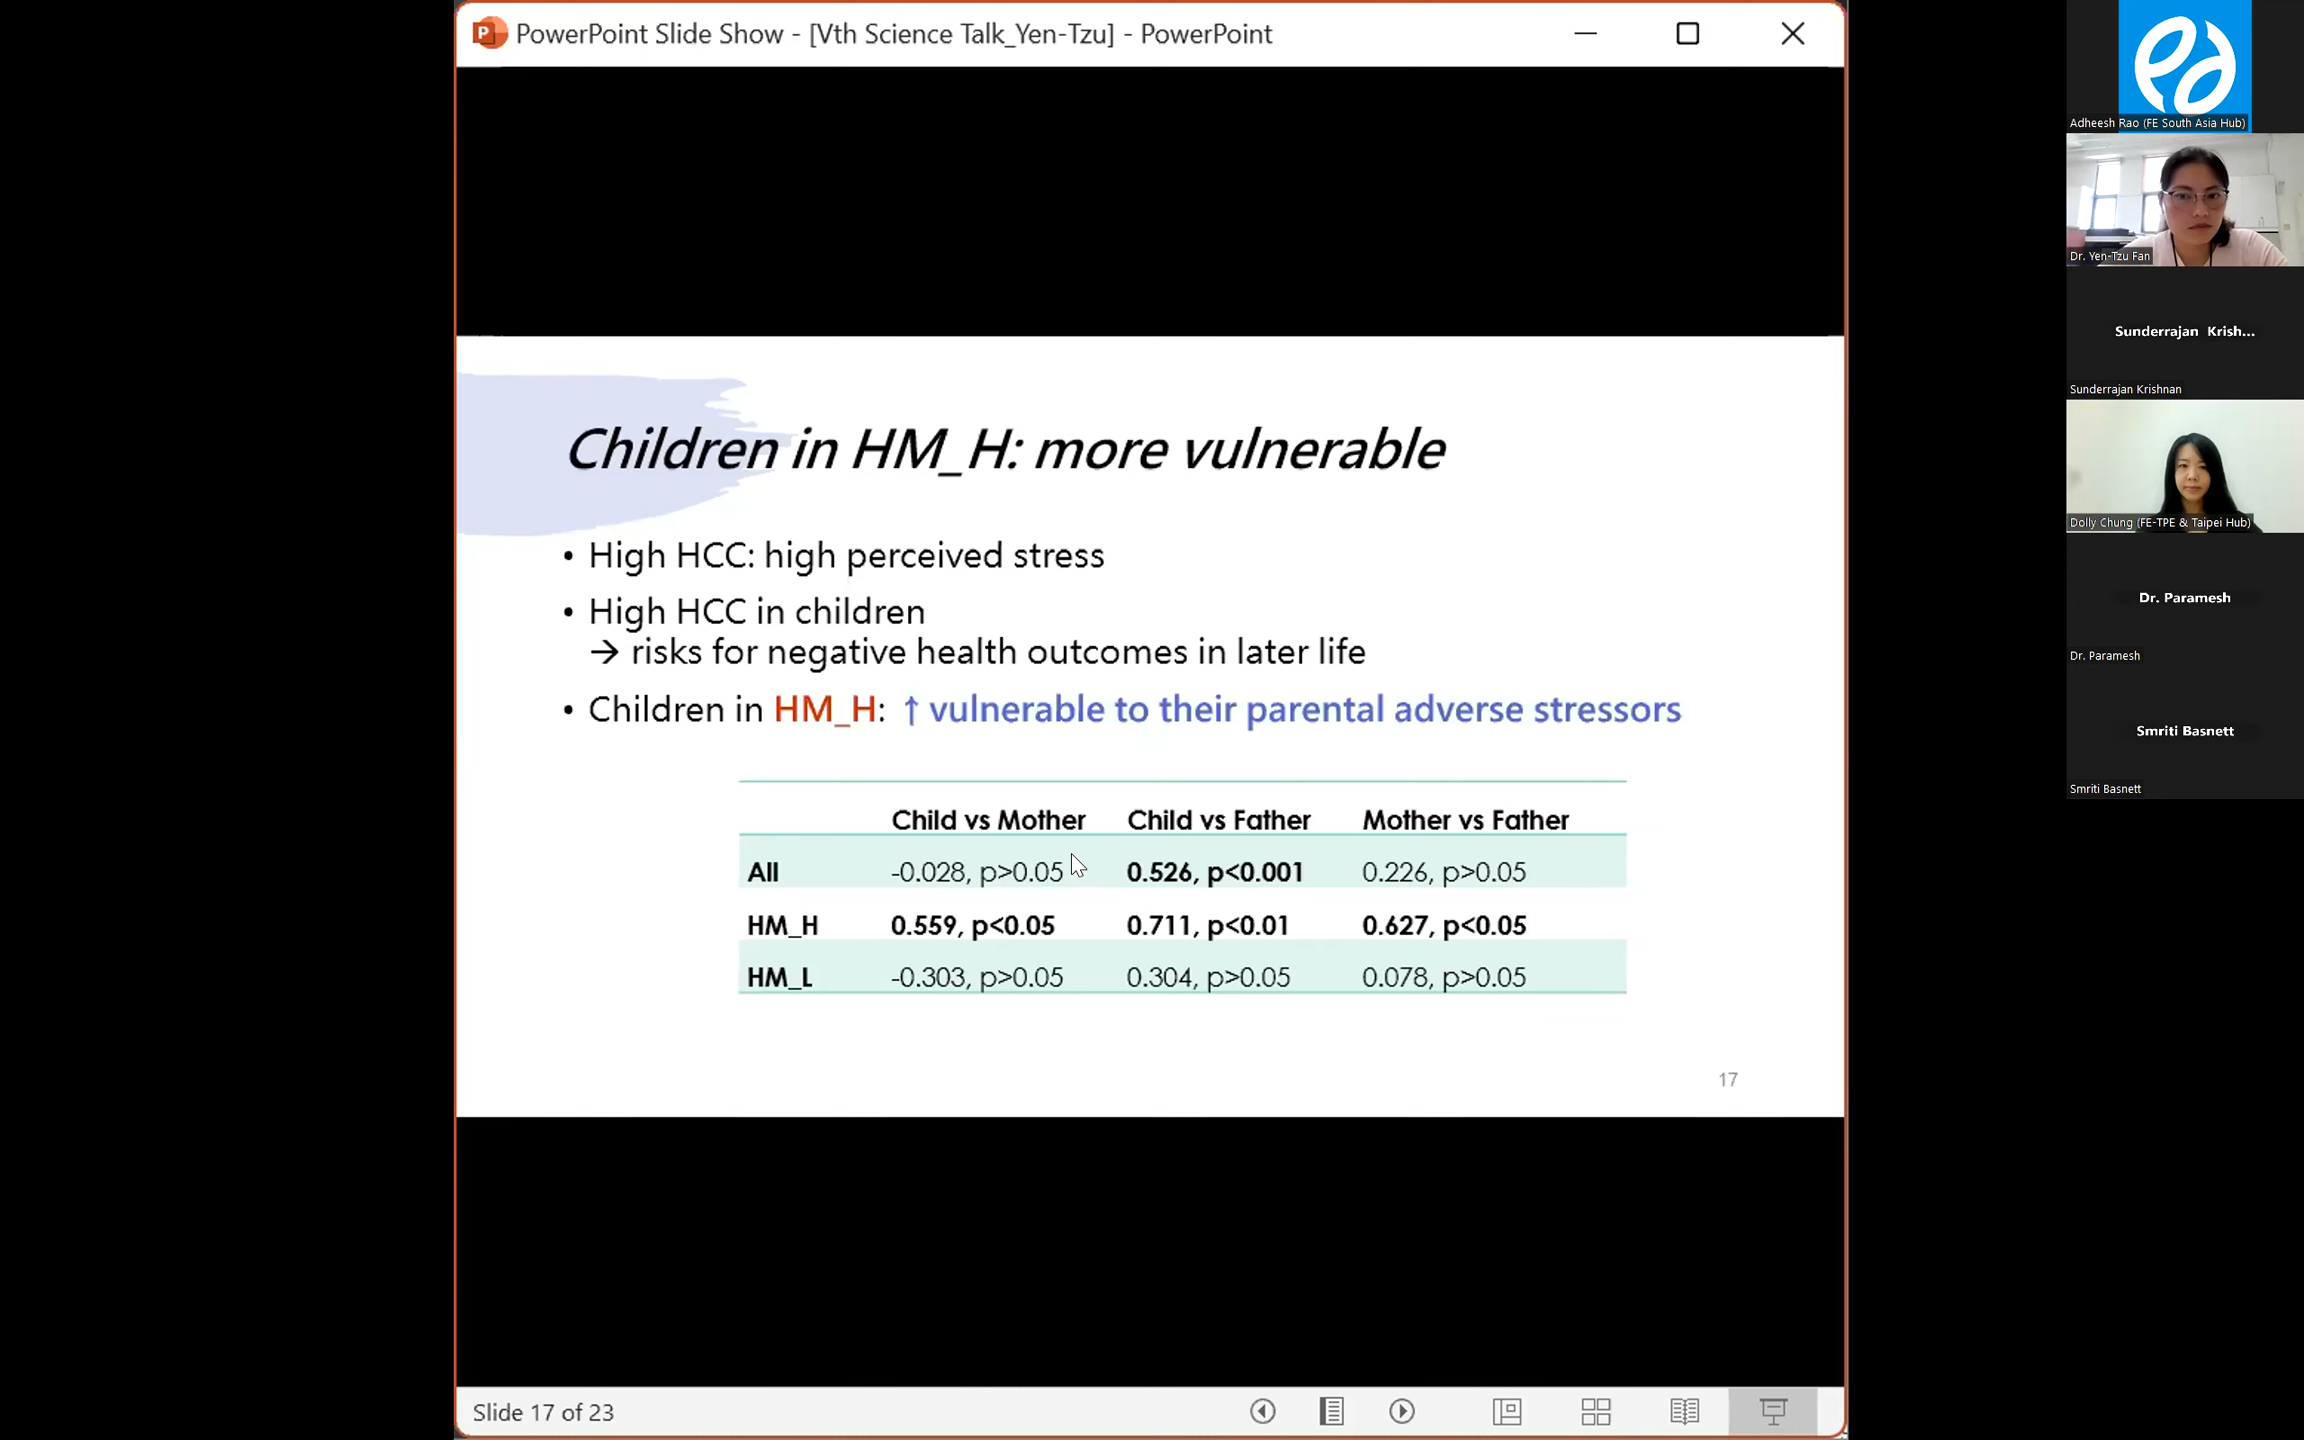 PowerPoint Slide Show - [Vth Science Talk_Yen-Tzu] - PowerPoint
Children in HM_H: more vulnerable
• High HCC: high perceived stress
• High HCC in children
→ risks for negative health outcomes in later life
• Children in HM_H: ↑ vulnerable to their parental adverse stressors
Child vs Mother Child vs Father Mother vs Father
All -0.028, p>0.05 0.526, p<0.001 0.226, p>0.05
HM_H 0.559, p<0.05 0.711, p<0.01 0.627, p<0.05
HM_L -0.303, p>0.05 0.304, p>0.05 0.078, p>0.05
17
Slide 17 of 23
Adheesh Rao (FE South Asia Hub)
Dr. Yen-Tzu Fan
Sunderrajan Krish...
Sunderrajan Krishnan
Dolly Chung (FE-TPE & Taipei Hub)
Dr. Paramesh
Dr. Paramesh
Smriti Basnett
Smriti Basnett